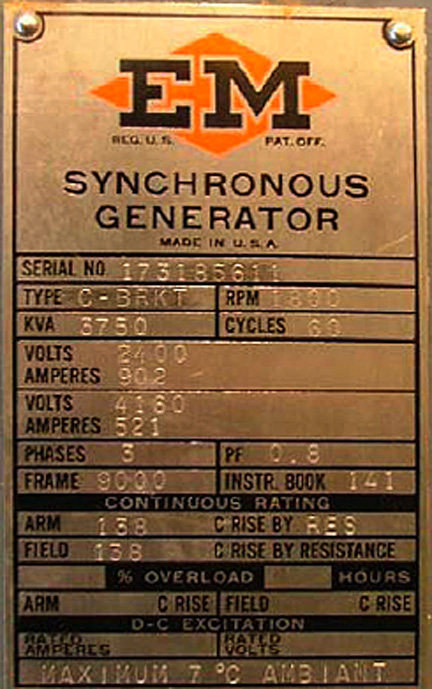 EM
REG. U. S. PAT. OFF.
SYNCHRONOUS
GENERATOR
MADE IN U.S.A.
SERIAL NO. 173185611
TYPE C-BRKT RPM 1800
KVA 3750 CYCLES 60
VOLTS 2400
AMPERES 902
VOLTS 4160
AMPERES 521
PHASES 3 PF 0.8
FRAME 9000 INSTR. BOOK 141
CONTINUOUS RATING
ARM 138 C RISE BY RES
FIELD 138 C RISE BY RESISTANCE
% OVERLOAD HOURS
ARM C RISE FIELD C RISE
D-C EXCITATION
RATED AMPERES RATED VOLTS
MAXIMUM 7 °C AMBIANT